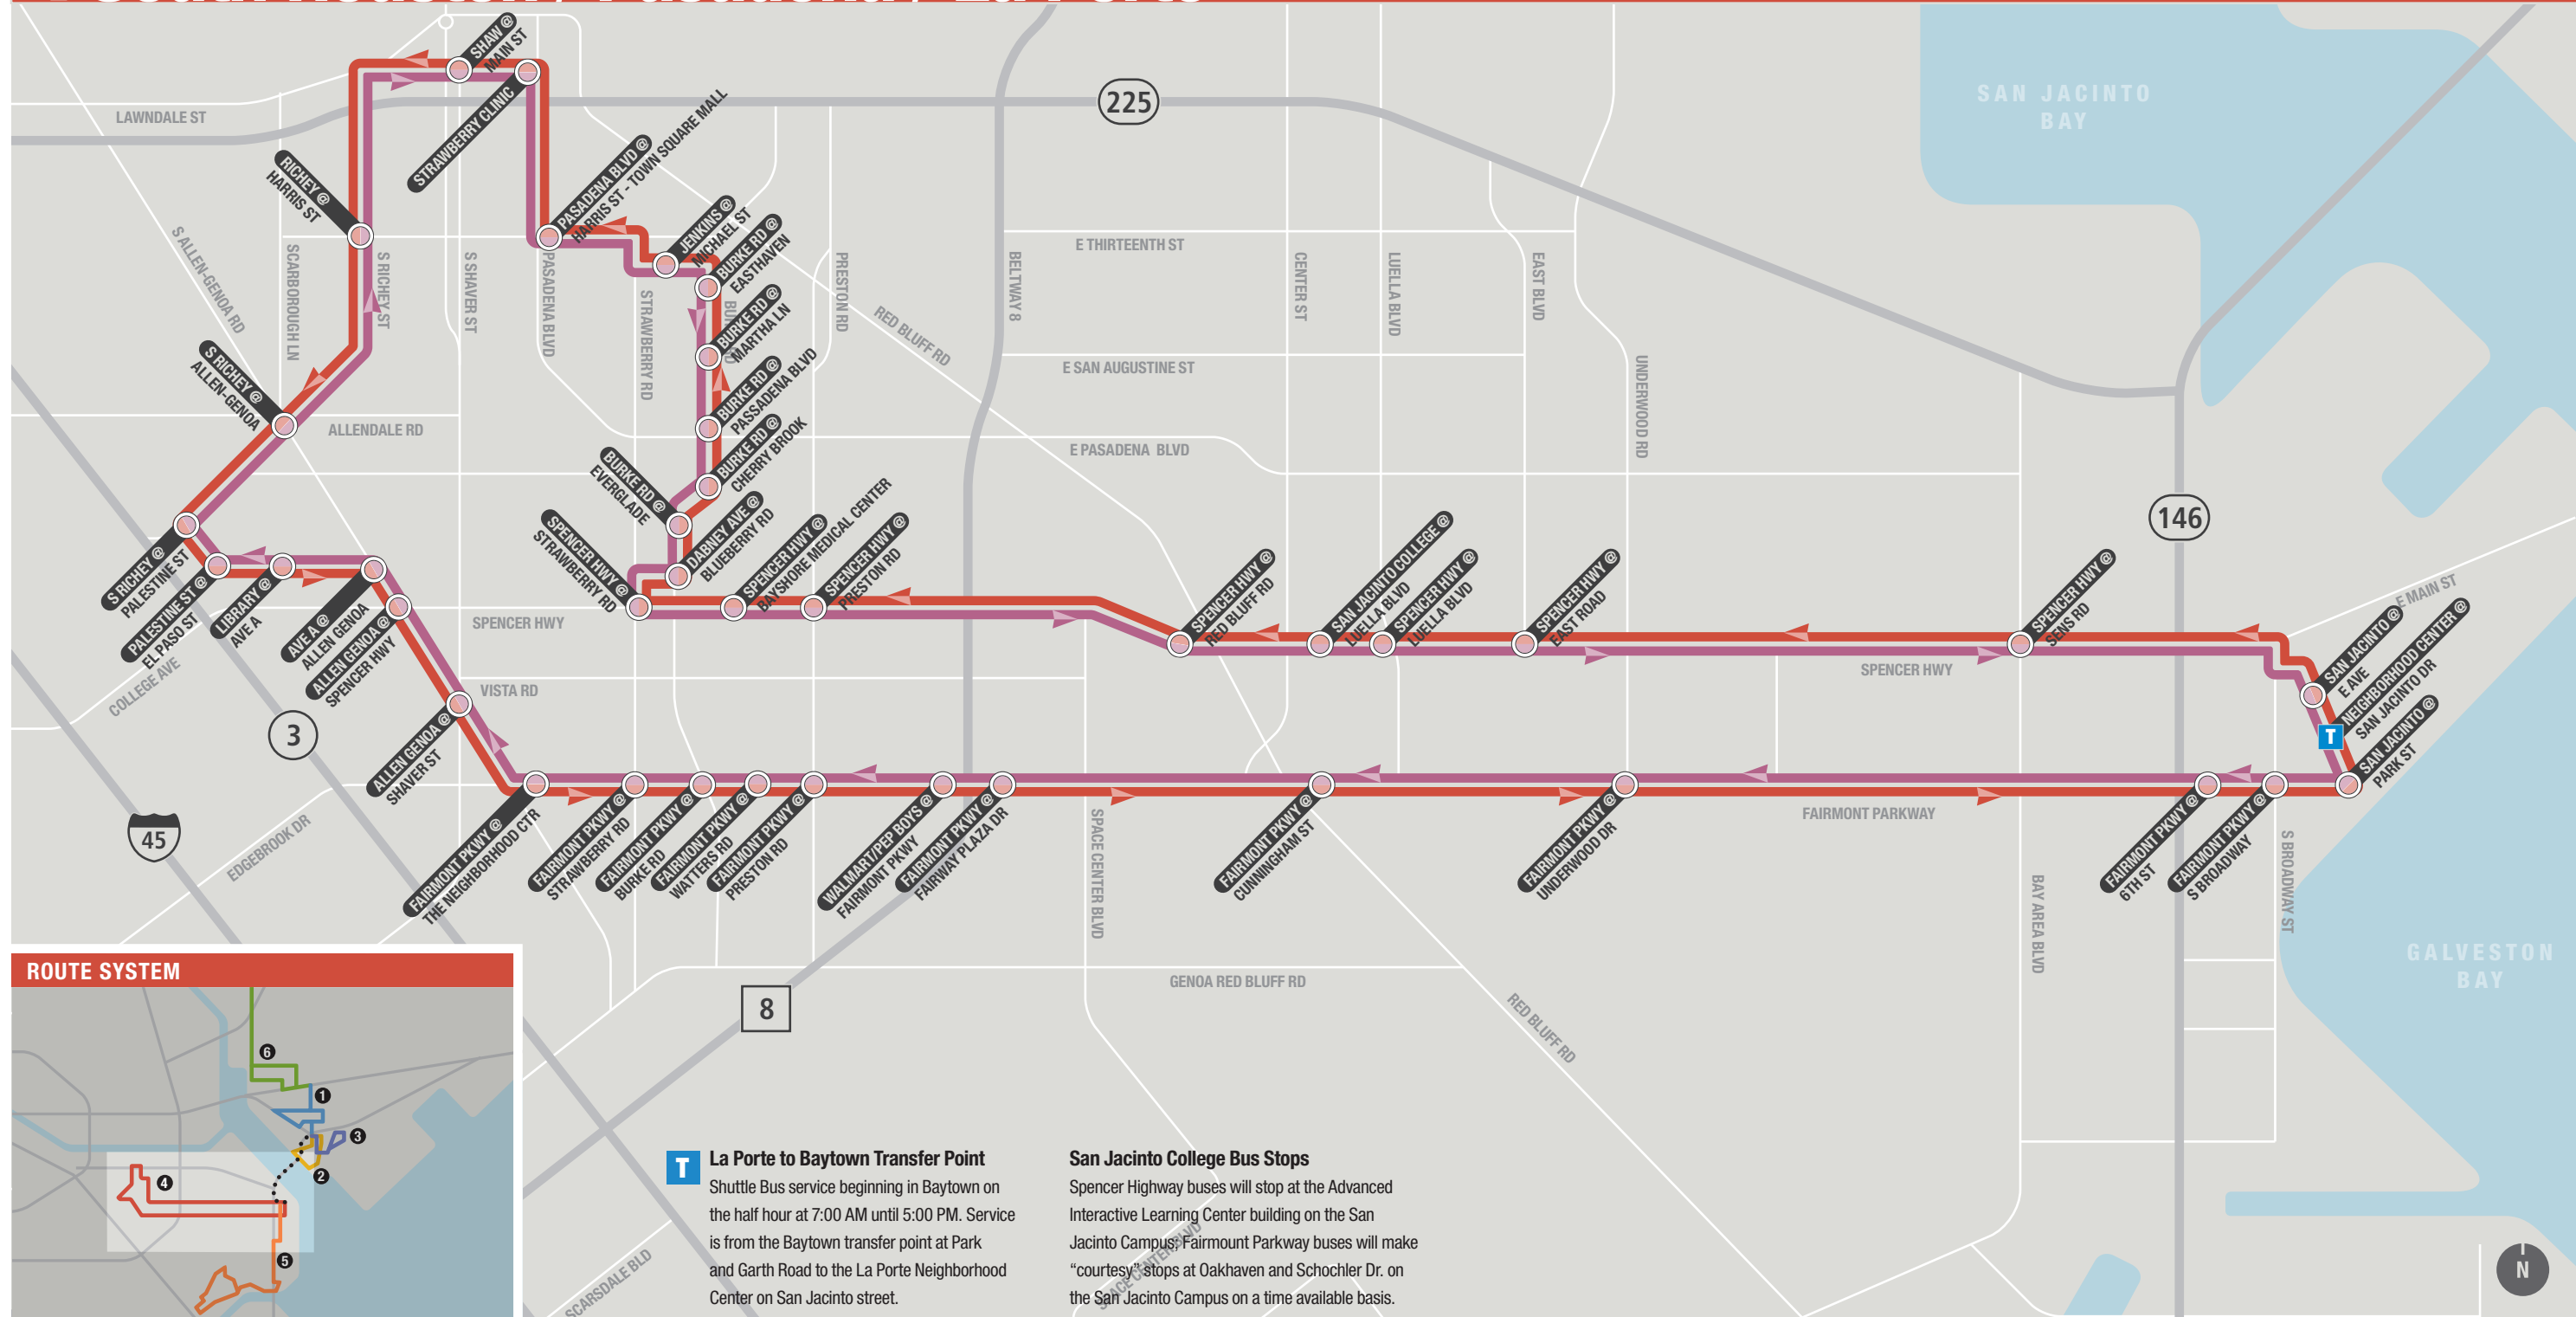 SHAW @
MAIN ST
STRAWBERRY CLINIC
LAWNDALE ST
225
SAN JACINTO
BAY
RICHEY @
HARRIS ST
PASADENA BLVD @
HARRIS ST - TOWN SQUARE MALL
JENKINS @
MICHAEL ST
BURKE RD @
EASTHAVEN
BURKE RD @
MARTHA LN
BURKE RD @
PASSADENA BLVD
BURKE RD @
CHERRY BROOK
BURKE RD @
EVERGLADE
DABNEY AVE @
BLUEBERRY RD
S ALLEN-GENOA RD
SCARBOROUGH LN
S RICHEY ST
S SHAVER ST
PASADENA BLVD
STRAWBERRY RD
PRESTON RD
RED BLUFF RD
BELTWAY 8
E THIRTEENTH ST
CENTER ST
LUELLA BLVD
EAST BLVD
UNDERWOOD RD
E SAN AUGUSTINE ST
E PASADENA BLVD
S RICHEY @
ALLEN-GENOA
ALLENDALE RD
146
E MAIN ST
S RICHEY @
PALESTINE ST
PALESTINE ST @
EL PASO ST
LIBRARY @
AVE A
AVE A @
ALLEN GENOA
ALLEN GENOA @
SPENCER HWY
COLLEGE AVE
SPENCER HWY
SPENCER HWY @
STRAWBERRY RD
SPENCER HWY @
BAYSHORE MEDICAL CENTER
SPENCER HWY @
PRESTON RD
SPENCER HWY @
RED BLUFF RD
SAN JACINTO COLLEGE @
LUELLA BLVD
SPENCER HWY @
LUELLA BLVD
SPENCER HWY @
EAST ROAD
SPENCER HWY @
SENS RD
SPENCER HWY
SAN JACINTO @
E AVE
NEIGHBORHOOD CENTER @
SAN JACINTO DR
T
SAN JACINTO @
PARK ST
VISTA RD
3
45
ALLEN GENOA @
SHAVER ST
EDGEBROOK DR
FAIRMONT PKWY @
THE NEIGHBORHOOD CTR
FAIRMONT PKWY @
STRAWBERRY RD
FAIRMONT PKWY @
BURKE RD
FAIRMONT PKWY @
WATTERS RD
FAIRMONT PKWY @
PRESTON RD
WALMART/PEP BOYS @
FAIRMONT PKWY
FAIRMONT PKWY @
FAIRWAY PLAZA DR
SPACE CENTER BLVD
FAIRMONT PKWY @
CUNNINGHAM ST
FAIRMONT PKWY @
UNDERWOOD DR
FAIRMONT PARKWAY
BAY AREA BLVD
FAIRMONT PKWY @
6TH ST
FAIRMONT PKWY @
S BROADWAY
S BROADWAY ST
GALVESTON
BAY
GENOA RED BLUFF RD
RED BLUFF RD
8
ROUTE SYSTEM
6
1
3
2
4
5
SCARSDALE BLD
SPACE CENTER BLVD
T
La Porte to Baytown Transfer Point
Shuttle Bus service beginning in Baytown on
the half hour at 7:00 AM until 5:00 PM. Service
is from the Baytown transfer point at Park
and Garth Road to the La Porte Neighborhood
Center on San Jacinto street.
San Jacinto College Bus Stops
Spencer Highway buses will stop at the Advanced
Interactive Learning Center building on the San
Jacinto Campus; Fairmount Parkway buses will make
“courtesy” stops at Oakhaven and Schochler Dr. on
the San Jacinto Campus on a time available basis.
N